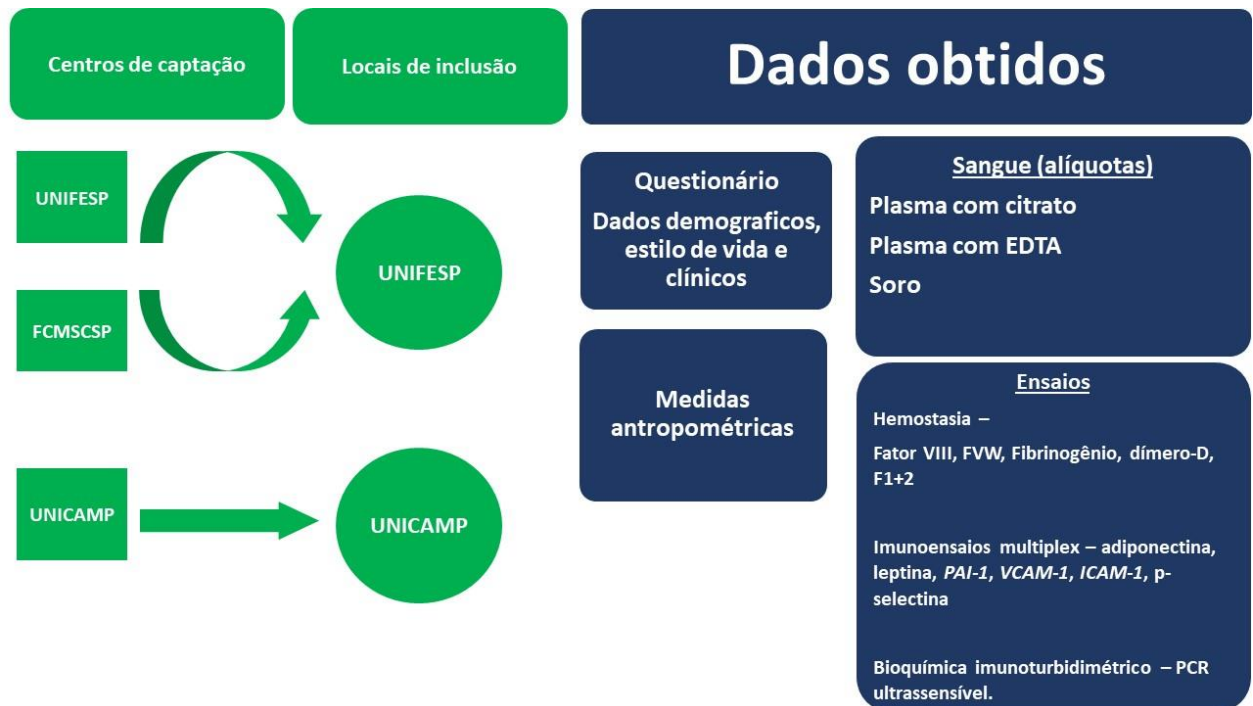 Centros de captação
Locais de inclusão
Dados obtidos
UNIFESP
FCMSCSP
UNICAMP
UNIFESP
UNICAMP
Questionário
Dados demograficos,
estilo de vida e
clínicos
Medidas
antropométricas
Sangue (alíquotas)
Plasma com citrato
Plasma com EDTA
Soro
Ensaios
Hemostasia –
Fator VIII, FVW, Fibrinogênio, dímero-D,
F1+2
Imunoensaios multiplex – adiponectina,
leptina, PAI-1, VCAM-1, ICAM-1, p-
selectina
Bioquímica imunoturbidimétrico – PCR
ultrassensível.